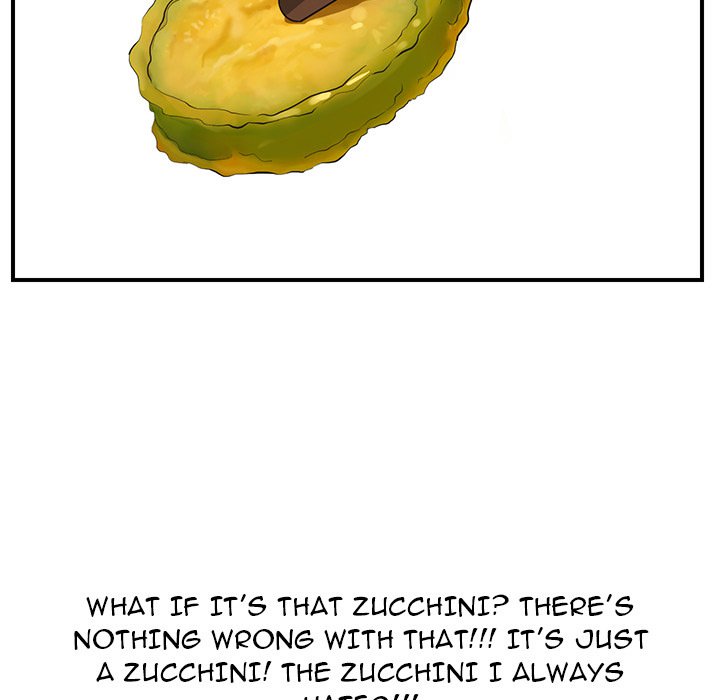 WHAT IF IT'S THAT ZUCCHINI? THERE'S
NOTHING WRONG WITH THAT!!! IT'S JUST
A ZUCCHINI! THE ZUCCHINI I ALWAYS